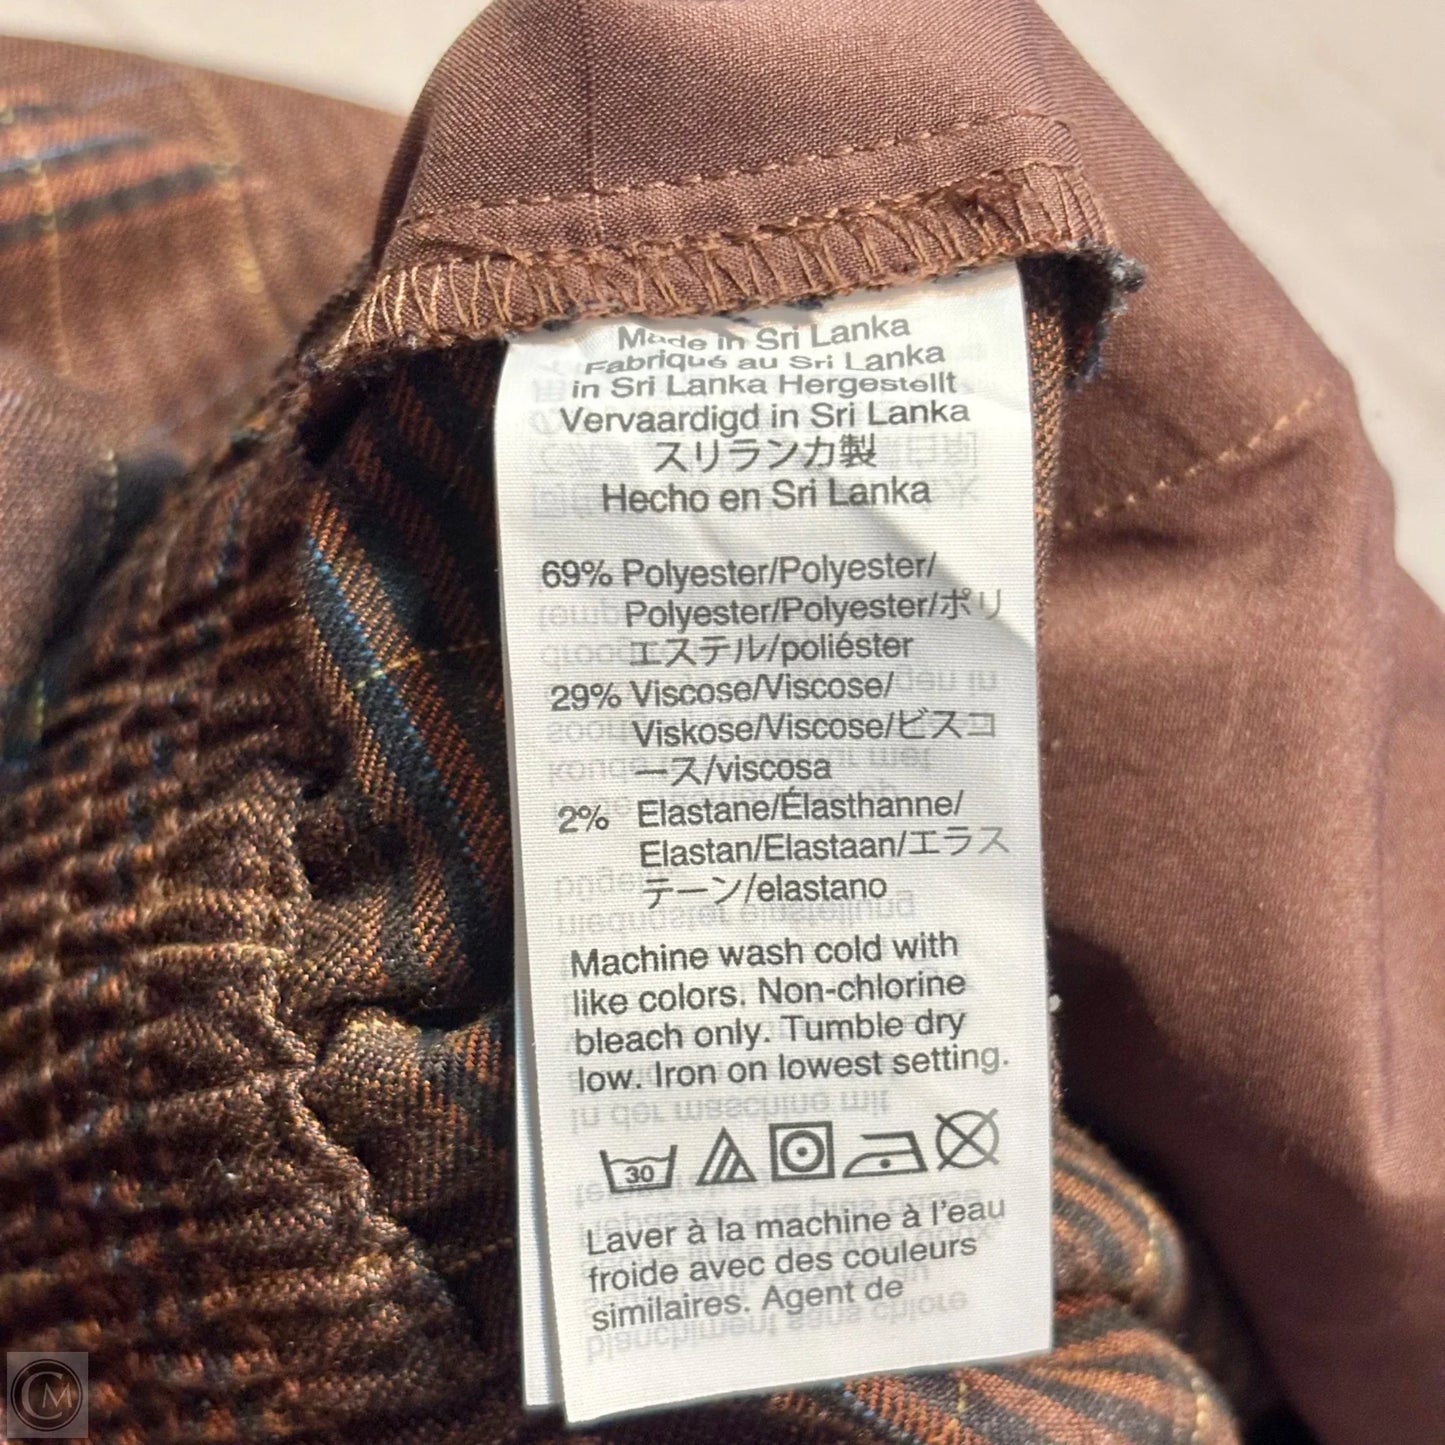 Made in Sri Lanka
Fabriqué au Sri Lanka
in Sri Lanka Hergestellt
Vervaardigd in Sri Lanka
スリランカ製
Hecho en Sri Lanka
69% Polyester/Polyester/
Polyester/Polyester/ポリ
エステル/poliéster
29% Viscose/Viscose/
Viskose/Viscose/ビスコ
ース/viscosa
2% Elastane/Élasthanne/
Elastan/Elastaan/エラス
テーン/elastano
Machine wash cold with
like colors. Non-chlorine
bleach only. Tumble dry
low. Iron on lowest setting.
30
Laver à la machine à l'eau
froide avec des couleurs
similaires. Agent de
CM